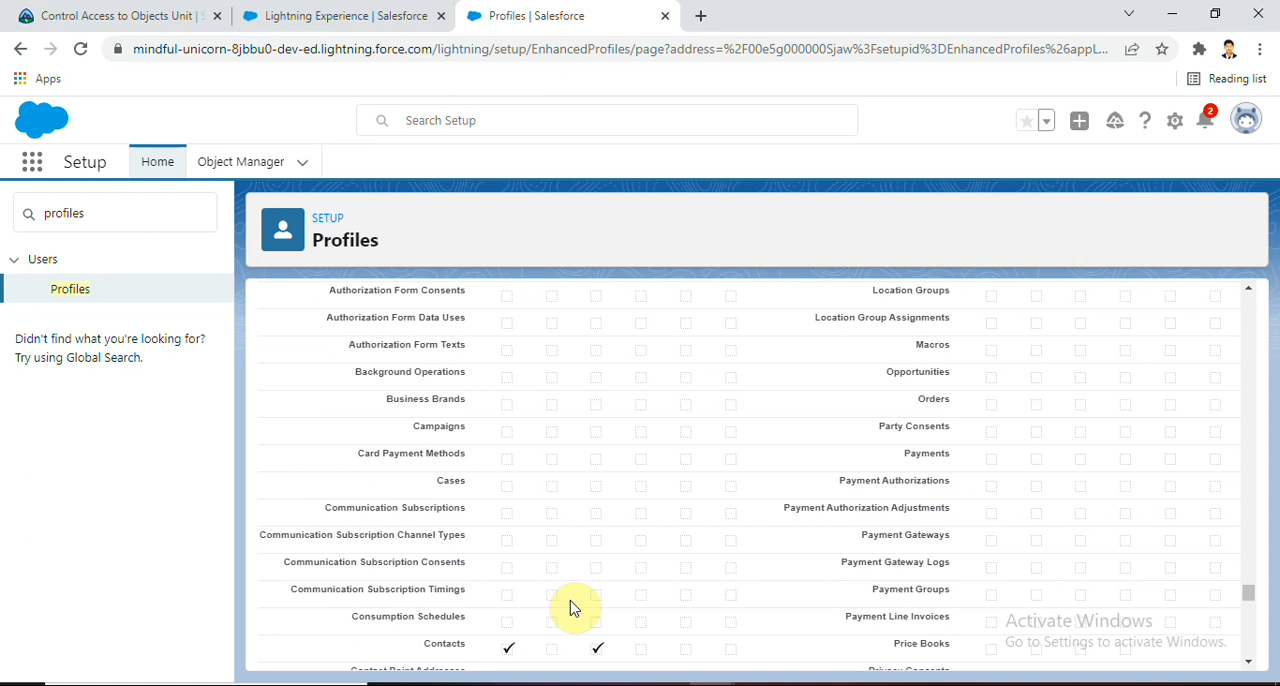 Control Access to Objects Unit | S
Lightning Experience | Salesforce
Profiles | Salesforce
mindful-unicorn-8jbbu0-dev-ed.lightning.force.com/lightning/setup/EnhancedProfiles/page?address=%2F00e5g000000Sjaw%3Fsetupid%3DEnhancedProfiles%26appL...
Apps
Reading list
Search Setup
2
Setup
Home
Object Manager
profiles
Users
Profiles
Didn't find what you're looking for?
Try using Global Search.
SETUP
Profiles
Authorization Form Consents
Location Groups
Authorization Form Data Uses
Location Group Assignments
Authorization Form Texts
Macros
Background Operations
Opportunities
Business Brands
Orders
Campaigns
Party Consents
Card Payment Methods
Payments
Cases
Payment Authorizations
Communication Subscriptions
Payment Authorization Adjustments
Communication Subscription Channel Types
Payment Gateways
Communication Subscription Consents
Payment Gateway Logs
Communication Subscription Timings
Payment Groups
Consumption Schedules
Payment Line Invoices
Contacts
Price Books
Contact Point Addresses
Privacy Consents
Activate Windows
Go to Settings to activate Windows.